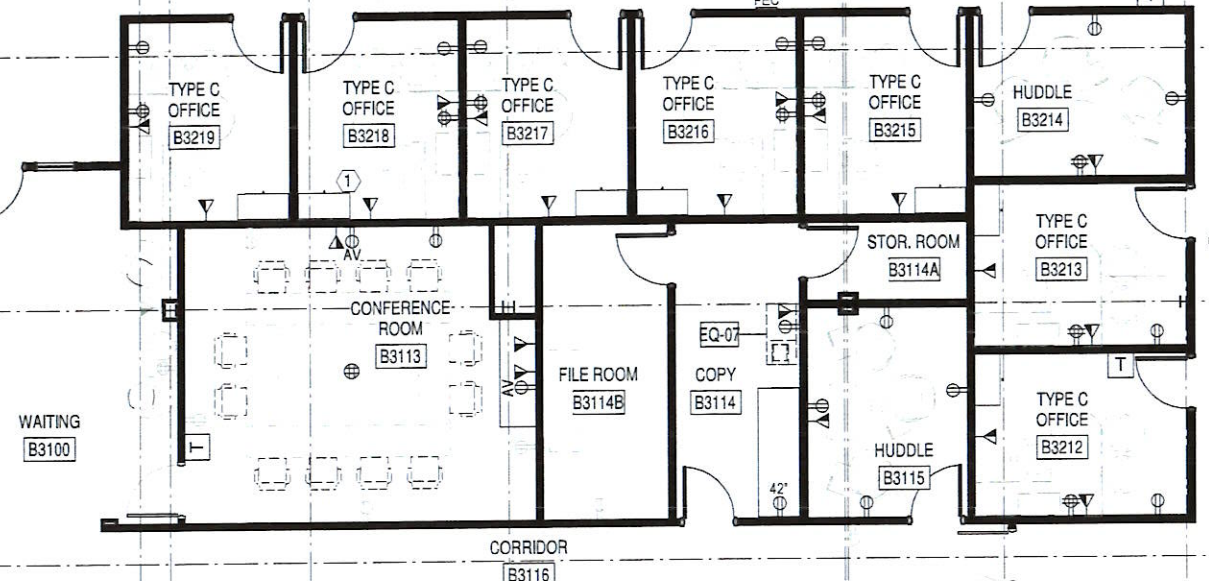 FEC
TYPE C
OFFICE
B3219
TYPE C
OFFICE
B3218
TYPE C
OFFICE
B3217
TYPE C
OFFICE
B3216
TYPE C
OFFICE
B3215
HUDDLE
B3214
1
TYPE C
OFFICE
B3213
STOR. ROOM
B3114A
AV
CONFERENCE
ROOM
B3113
EQ-07
FILE ROOM
B3114B
COPY
B3114
AV
T
TYPE C
OFFICE
B3212
WAITING
B3100
T
HUDDLE
B3115
42"
CORRIDOR
B3116